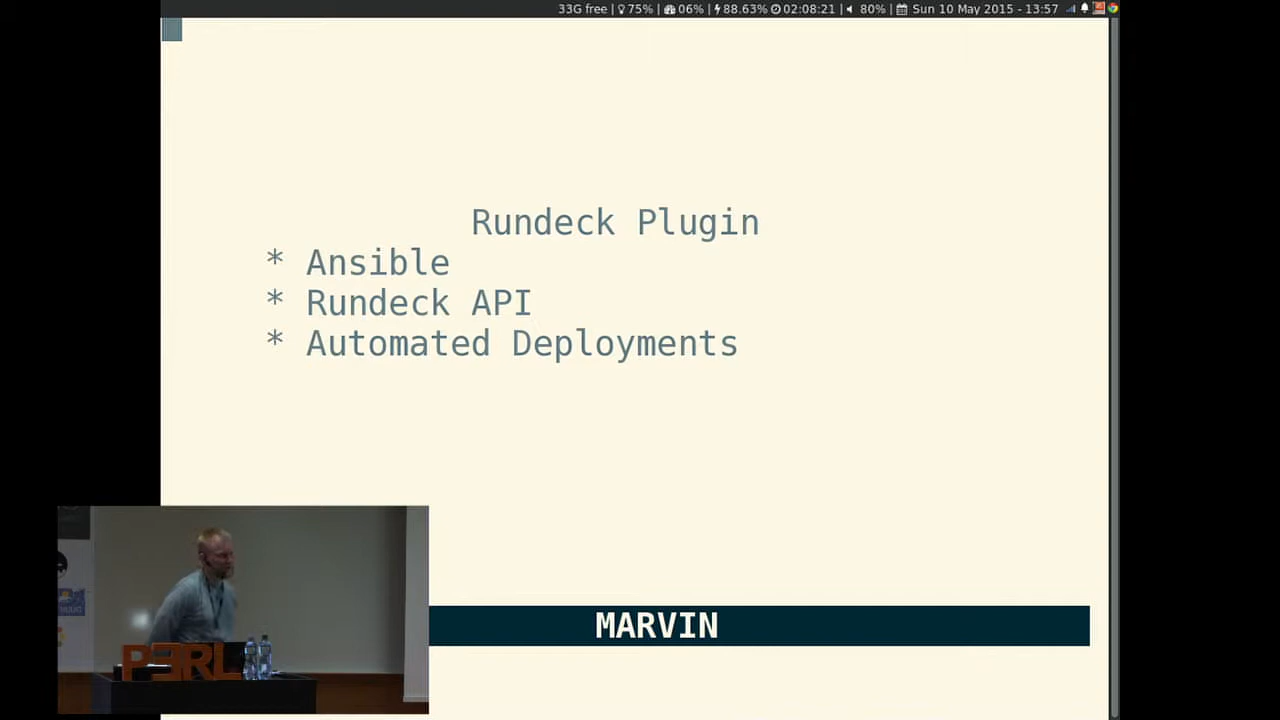 33G free | 75% | 06% | 88.63% 02:08:21 | 80% | Sun 10 May 2015 - 13:57
Rundeck Plugin
* Ansible
* Rundeck API
* Automated Deployments
MARVIN
PERL